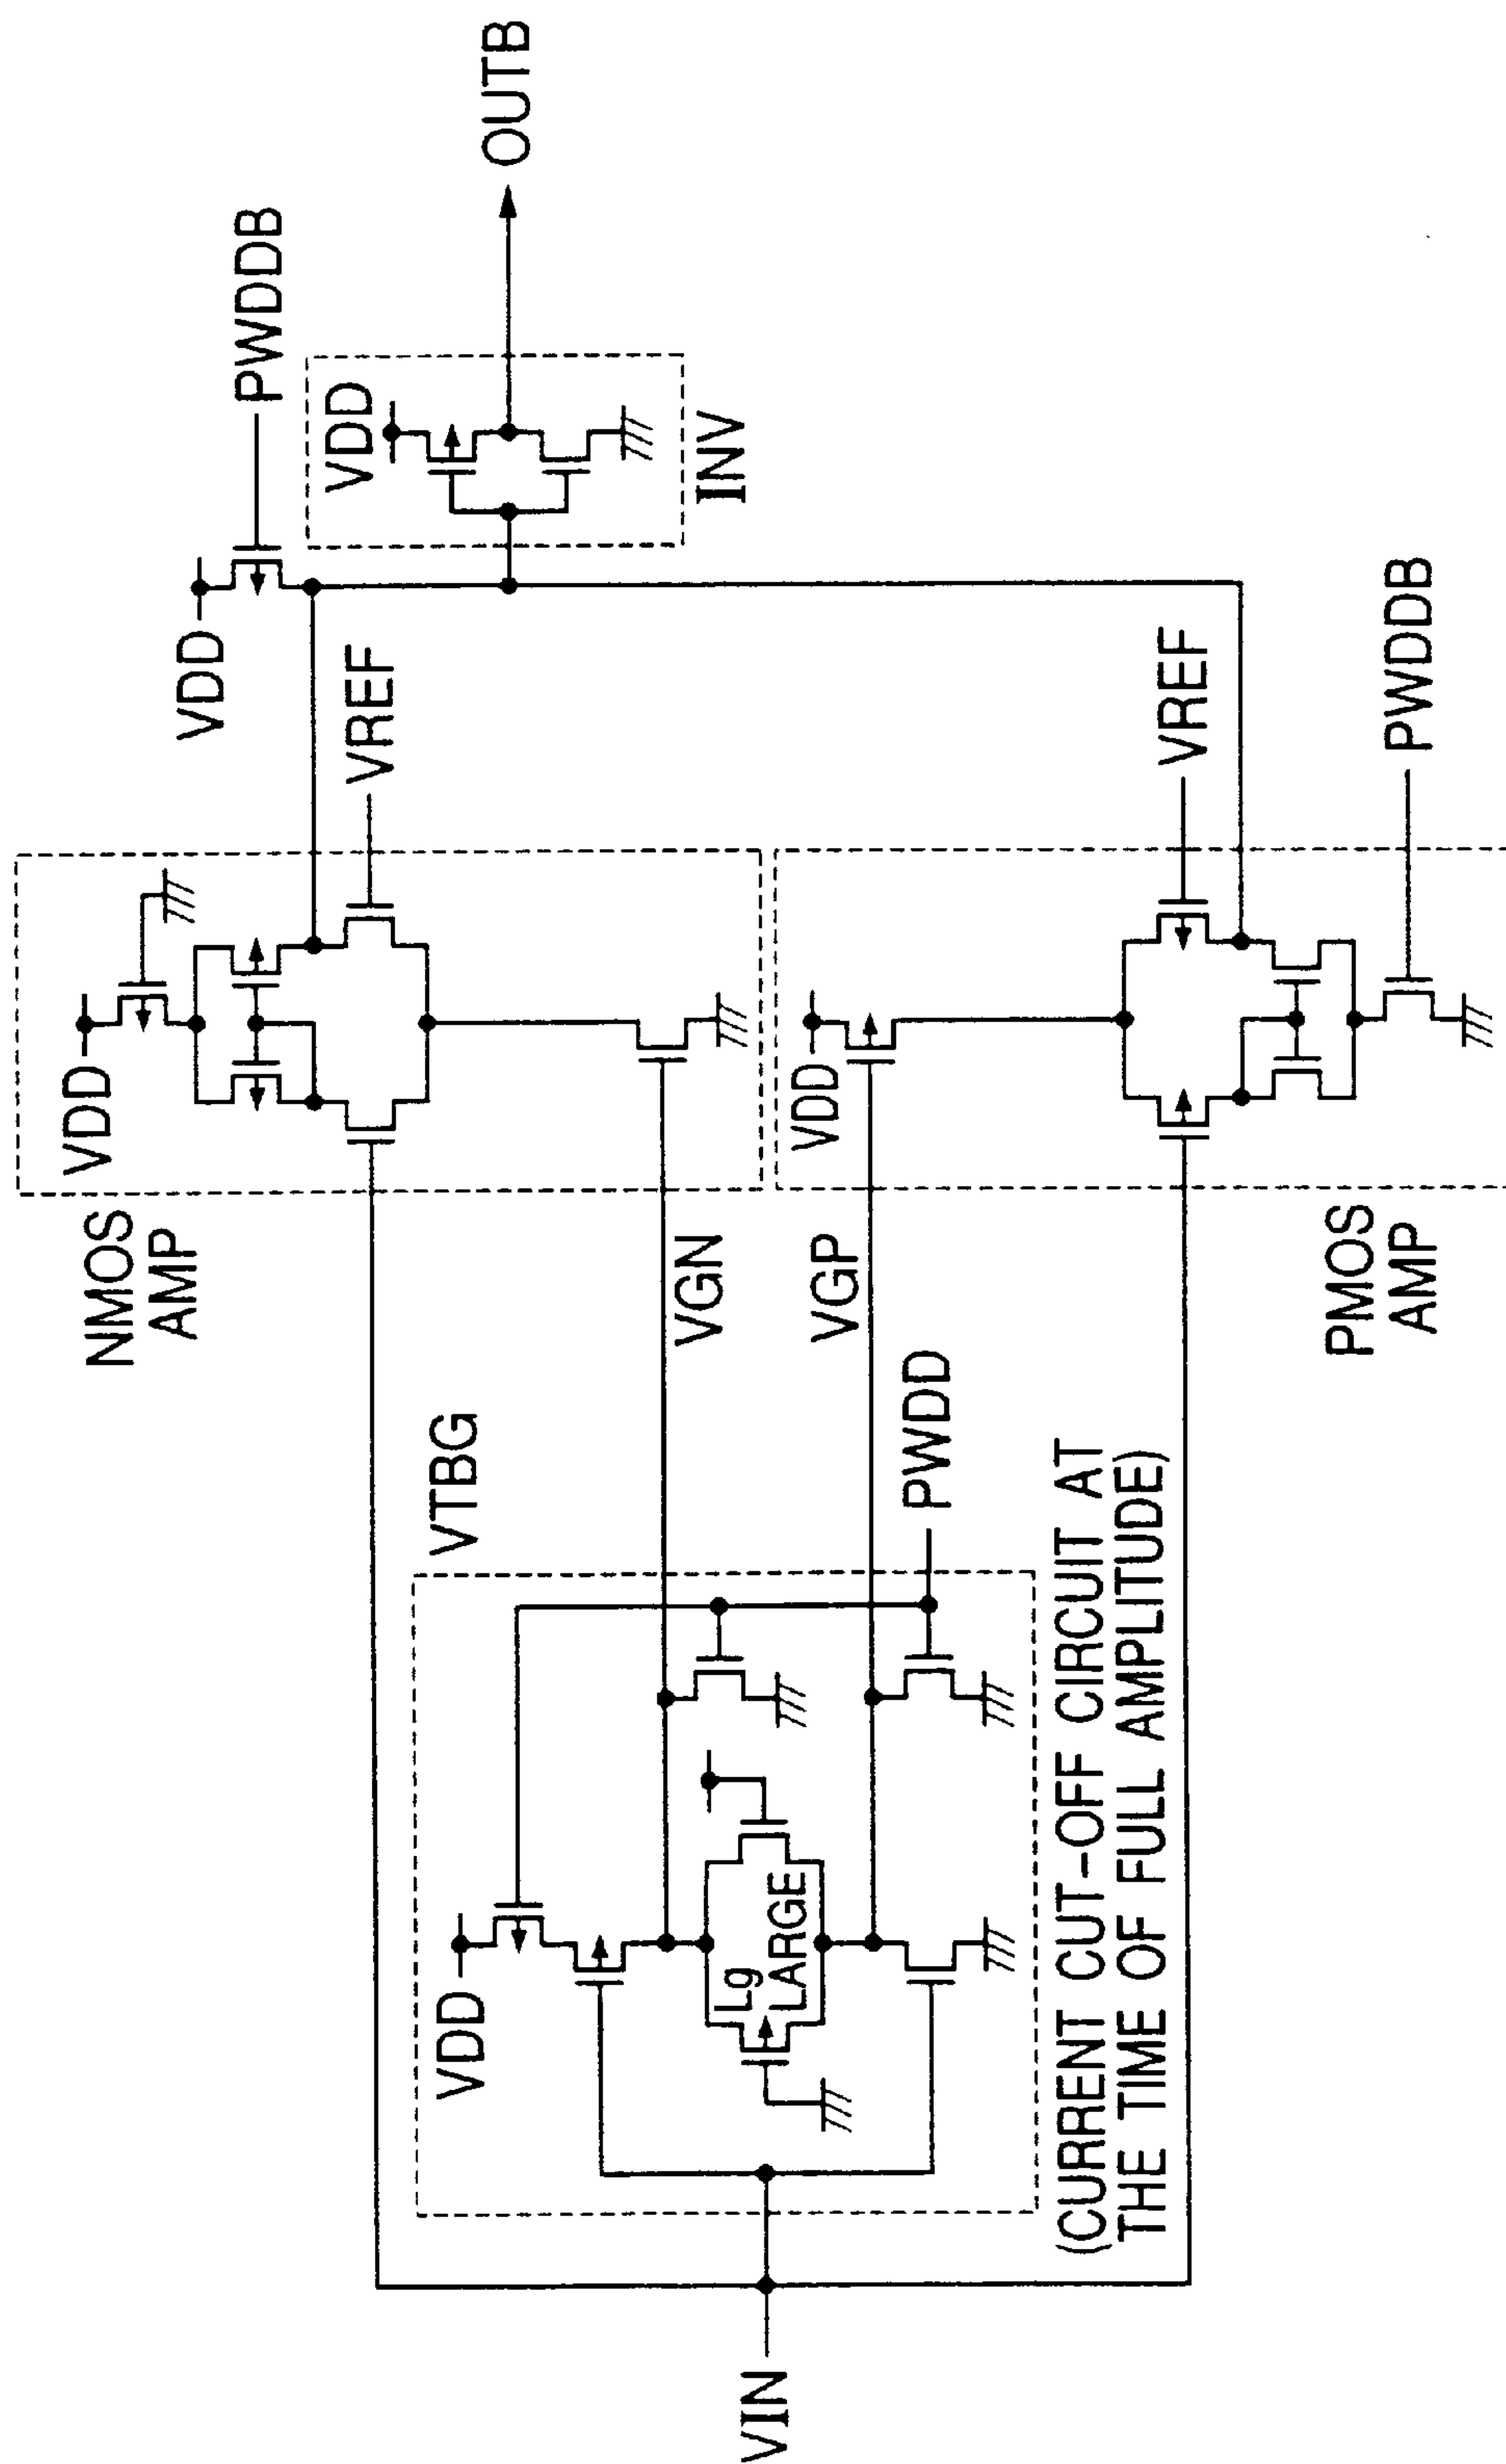 VIN
VTBG
VDD
Lg
LARGE
PWDD
(CURRENT CUT-OFF CIRCUIT AT
THE TIME OF FULL AMPLITUDE)
NMOS
AMP
VDD
VREF
VGN
VGP
VDD
VREF
PMOS
AMP
PWDDB
VDD
PWDDB
VDD
INV
OUTB